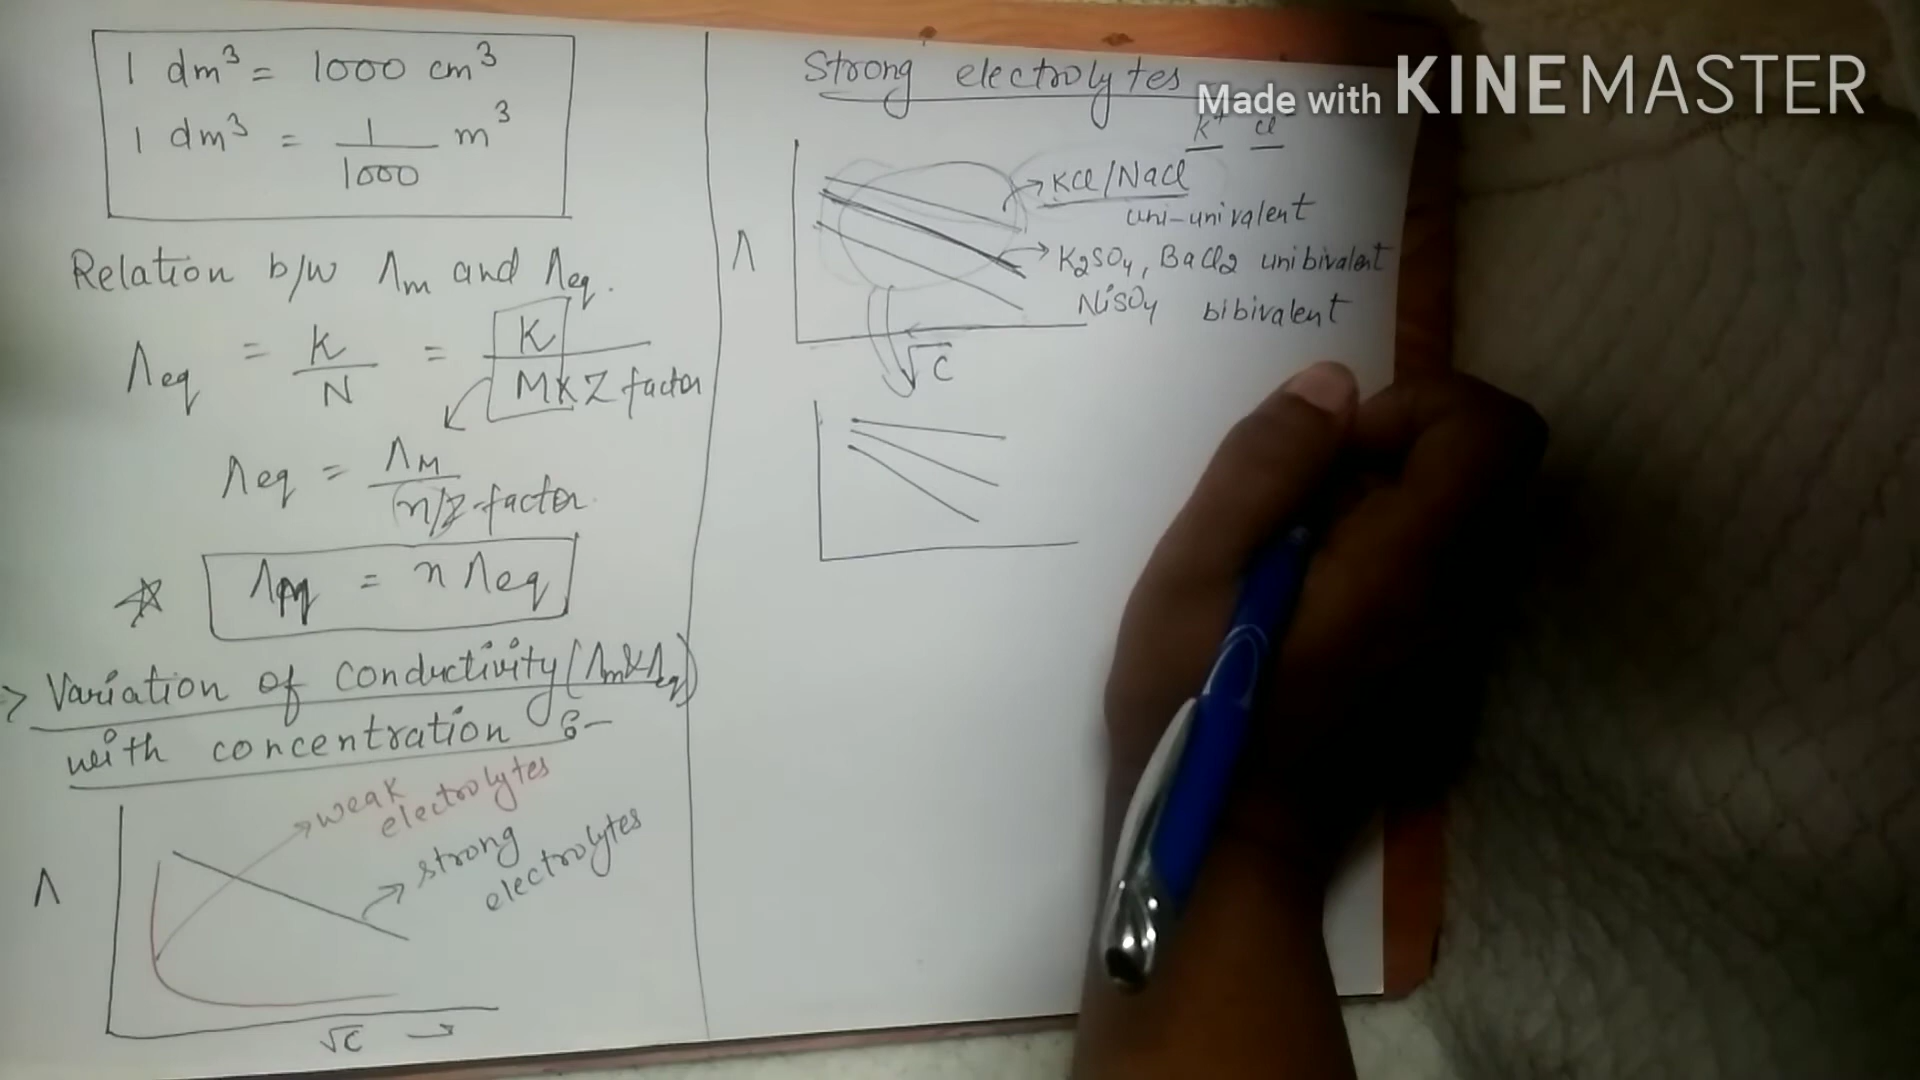 1 dm³ = 1000 cm³
1 dm³ = 1/1000 m³
Relation b/w Λm and Λeq.
Λeq = K/N = K/M×Z factor
Λeq = ΛM/n/Z-factor
Λm = n Λeq
> Variation of conductivity (Λm & Λeq)
with concentration :-
weak
electrolytes
strong
electrolytes
Λ
√c →
Strong electrolytes
Made with KINEMASTER
K⁺ Cl⁻
KCl/NaCl
uni-univalent
K₂SO₄, BaCl₂ unibivalent
NiSO₄ bibivalent
Λ
√c